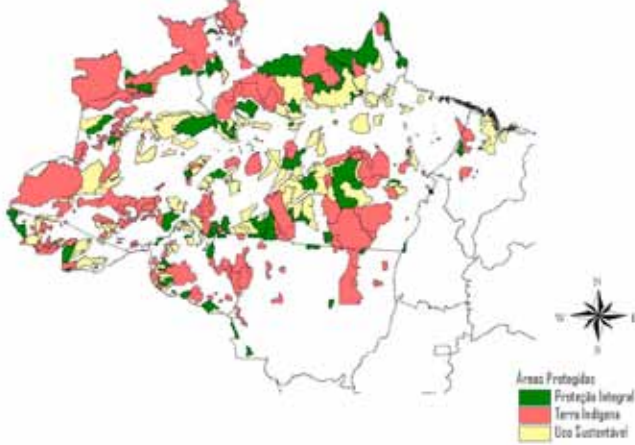 N
W E
S
Áreas Protegidas
Proteção Integral
Terra Indígena
Uso Sustentável